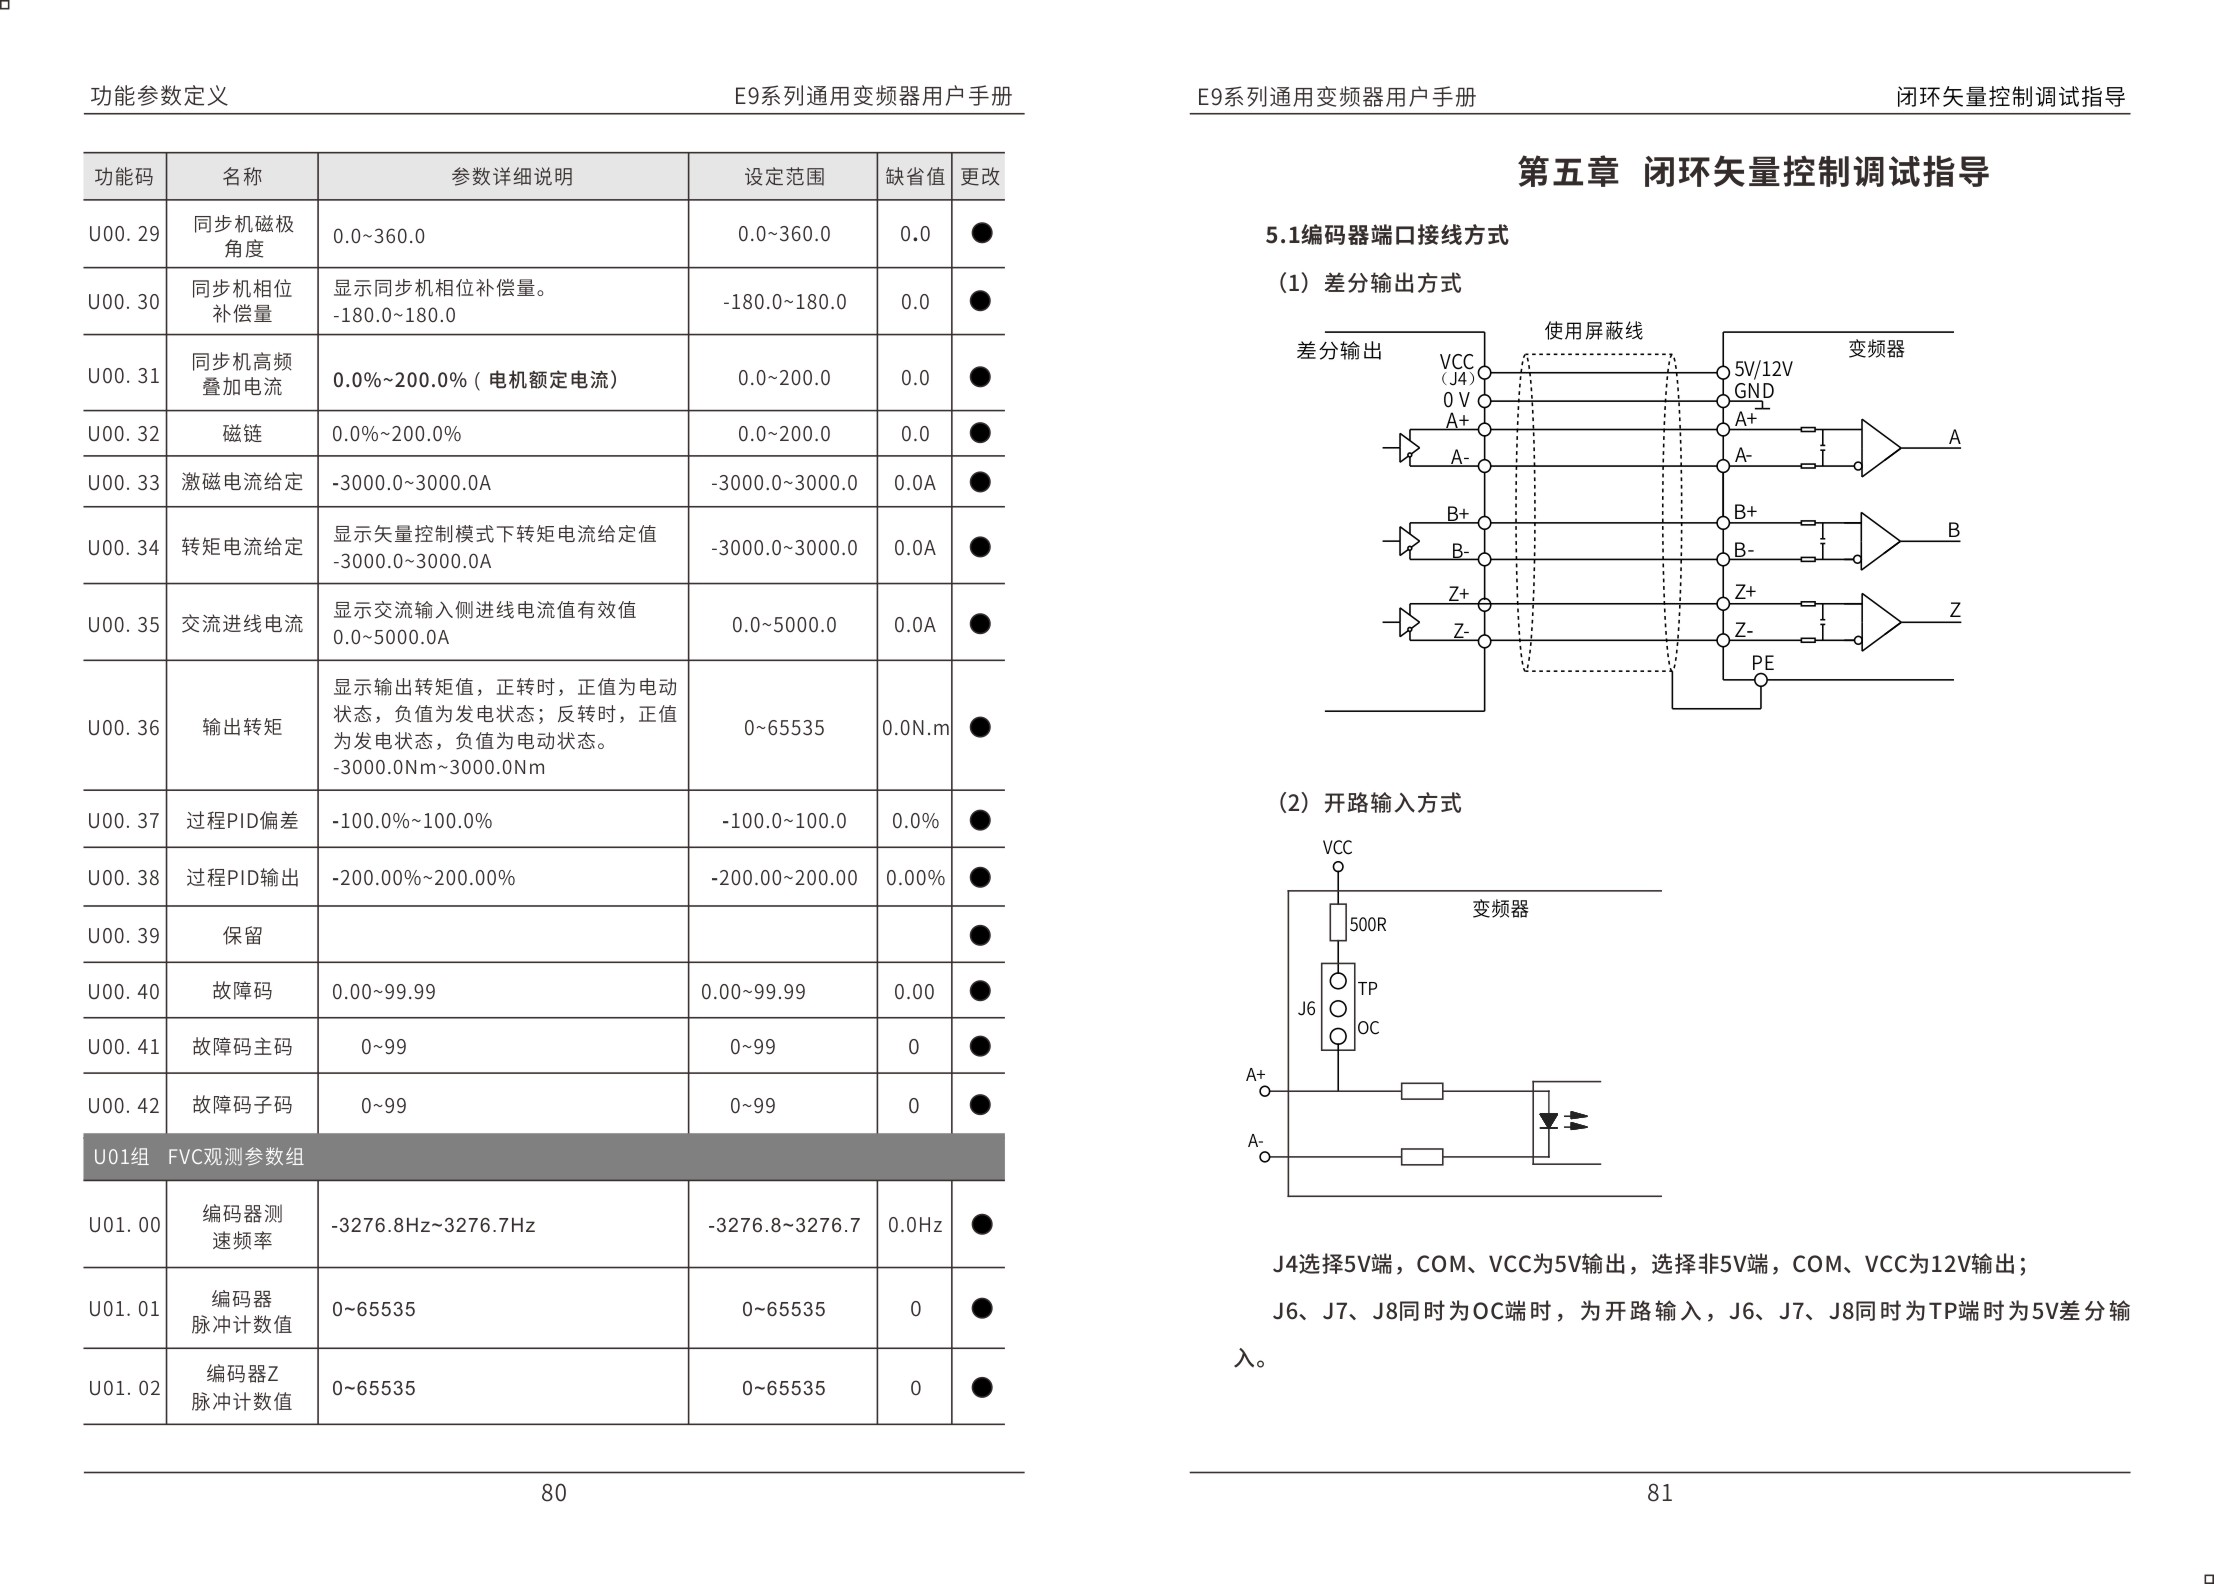 功能参数定义
E9系列通用变频器用户手册
功能码 名称 参数详细说明 设定范围 缺省值 更改
U00. 29 同步机磁极
角度 0.0~360.0 0.0~360.0 0.0 ●
U00. 30 同步机相位
补偿量 显示同步机相位补偿量。
-180.0~180.0 -180.0~180.0 0.0 ●
U00. 31 同步机高频
叠加电流 0.0%~200.0% ( 电机额定电流） 0.0~200.0 0.0 ●
U00. 32 磁链 0.0%~200.0% 0.0~200.0 0.0 ●
U00. 33 激磁电流给定 -3000.0~3000.0A -3000.0~3000.0 0.0A ●
U00. 34 转矩电流给定 显示矢量控制模式下转矩电流给定值
-3000.0~3000.0A -3000.0~3000.0 0.0A ●
U00. 35 交流进线电流 显示交流输入侧进线电流值有效值
0.0~5000.0A 0.0~5000.0 0.0A ●
U00. 36 输出转矩 显示输出转矩值，正转时，正值为电动
状态，负值为发电状态；反转时，正值
为发电状态，负值为电动状态。
-3000.0Nm~3000.0Nm 0~65535 0.0N.m ●
U00. 37 过程PID偏差 -100.0%~100.0% -100.0~100.0 0.0% ●
U00. 38 过程PID输出 -200.00%~200.00% -200.00~200.00 0.00% ●
U00. 39 保留 ●
U00. 40 故障码 0.00~99.99 0.00~99.99 0.00 ●
U00. 41 故障码主码 0~99 0~99 0 ●
U00. 42 故障码子码 0~99 0~99 0 ●
U01组 FVC观测参数组
U01. 00 编码器测
速频率 -3276.8Hz~3276.7Hz -3276.8~3276.7 0.0Hz ●
U01. 01 编码器
脉冲计数值 0~65535 0~65535 0 ●
U01. 02 编码器Z
脉冲计数值 0~65535 0~65535 0 ●
80
E9系列通用变频器用户手册
闭环矢量控制调试指导
第五章 闭环矢量控制调试指导
5.1编码器端口接线方式
（1）差分输出方式
差分输出
使用屏蔽线
变频器
VCC
（J4）
0 V
A+
A-
B+
B-
Z+
Z-
5V/12V
GND
A+
A-
B+
B-
Z+
Z-
PE
A
B
Z
（2）开路输入方式
VCC
变频器
500R
TP
J6
OC
A+
A-
J4选择5V端，COM、VCC为5V输出，选择非5V端，COM、VCC为12V输出；
J6、J7、J8同时为OC端时，为开路输入，J6、J7、J8同时为TP端时为5V差分输
入。
81